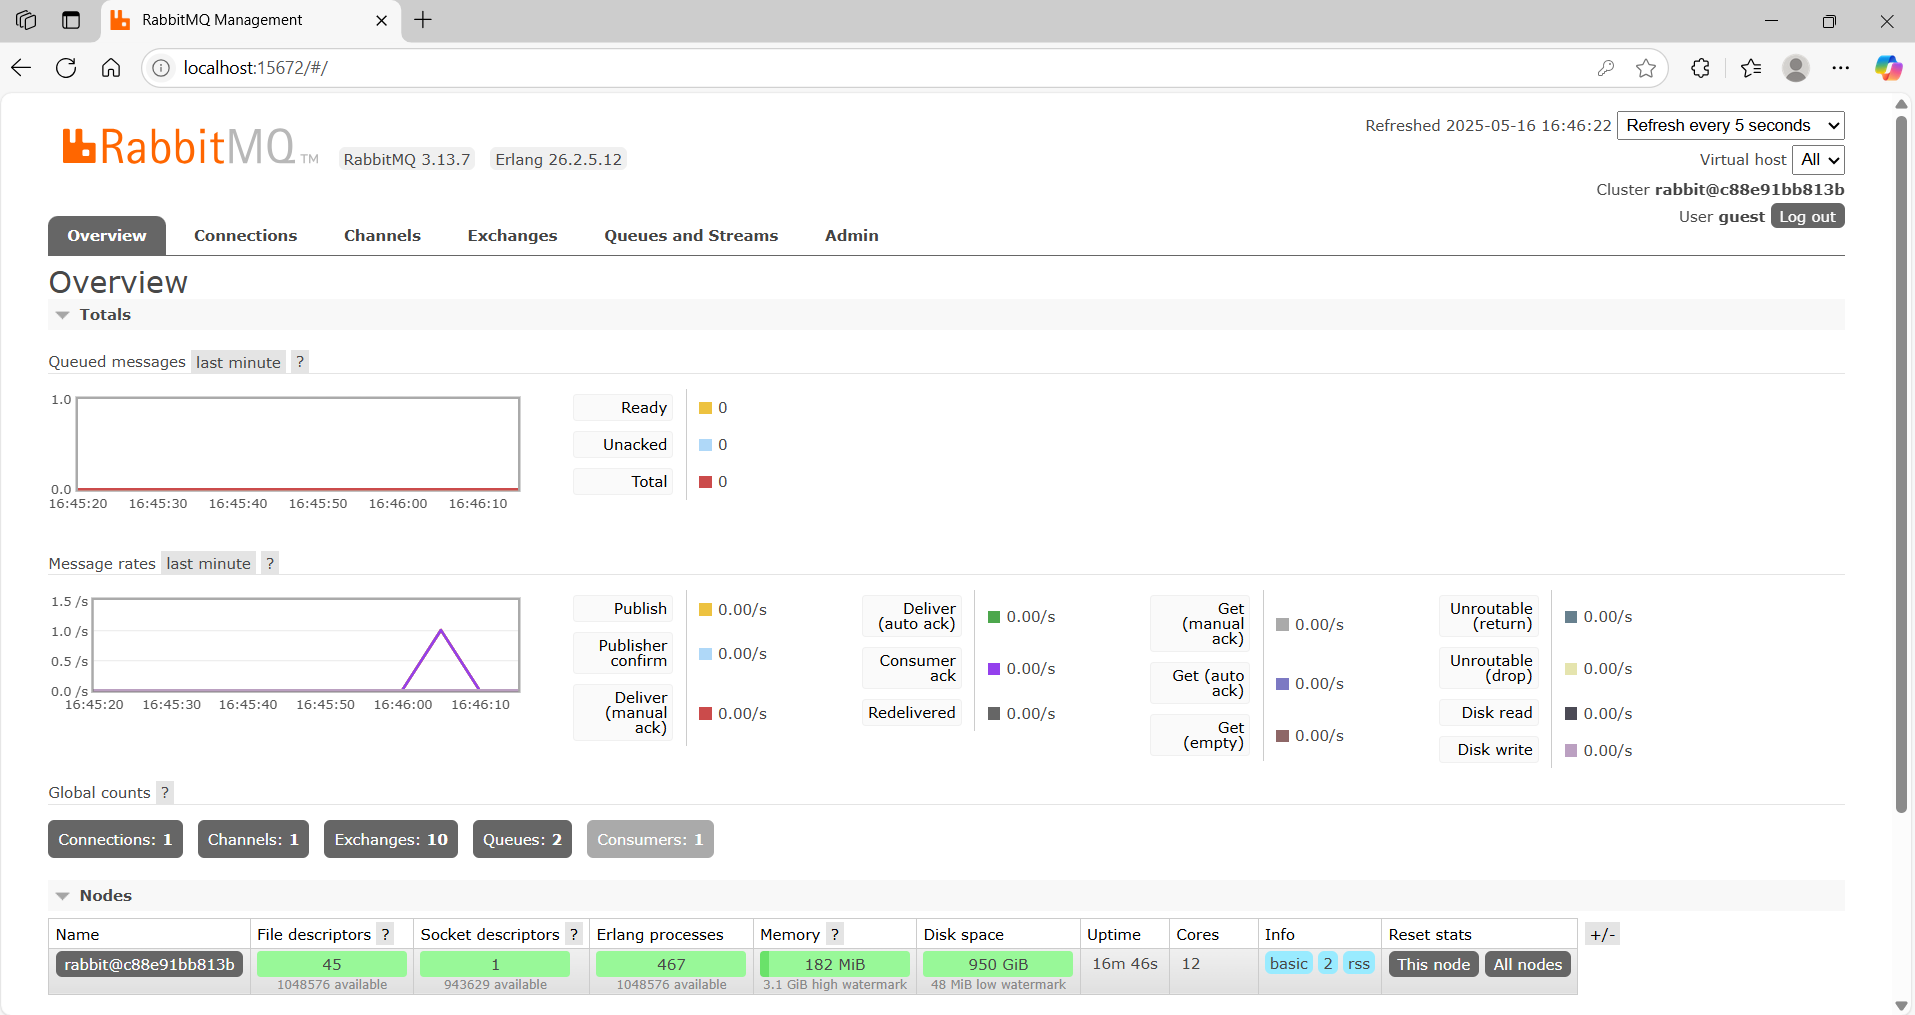 RabbitMQ Management
localhost:15672/#/
RabbitMQ TM
RabbitMQ 3.13.7
Erlang 26.2.5.12
Refreshed 2025-05-16 16:46:22 Refresh every 5 seconds
Virtual host All
Cluster rabbit@c88e91bb813b
User guest Log out
Overview Connections Channels Exchanges Queues and Streams Admin
Overview
Totals
Queued messages last minute ?
1.0
0.0
16:45:20 16:45:30 16:45:40 16:45:50 16:46:00 16:46:10
Ready 0
Unacked 0
Total 0
Message rates last minute ?
1.5 /s
1.0 /s
0.5 /s
0.0 /s
16:45:20 16:45:30 16:45:40 16:45:50 16:46:00 16:46:10
Publish 0.00/s
Publisher
confirm 0.00/s
Deliver
(manual
ack) 0.00/s
Deliver
(auto ack) 0.00/s
Consumer
ack 0.00/s
Redelivered 0.00/s
Get
(manual
ack) 0.00/s
Get (auto
ack) 0.00/s
Get
(empty) 0.00/s
Unroutable
(return) 0.00/s
Unroutable
(drop) 0.00/s
Disk read 0.00/s
Disk write 0.00/s
Global counts ?
Connections: 1 Channels: 1 Exchanges: 10 Queues: 2 Consumers: 1
Nodes
Name File descriptors ? Socket descriptors ? Erlang processes Memory ? Disk space Uptime Cores Info Reset stats +/-
rabbit@c88e91bb813b 45 1 467 182 MiB 950 GiB 16m 46s 12 basic 2 rss This node All nodes
1048576 available 943629 available 1048576 available 3.1 GiB high watermark 48 MiB low watermark